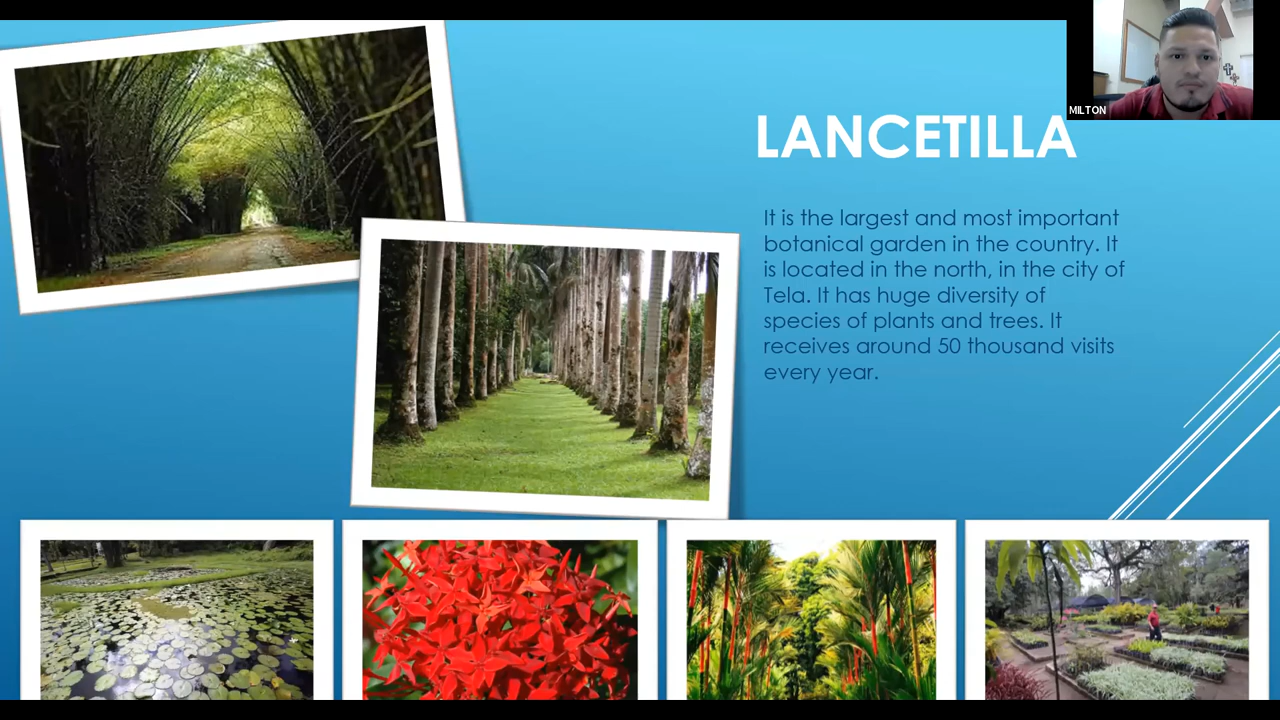 MILTON
LANCETILLA
It is the largest and most important
botanical garden in the country. It
is located in the north, in the city of
Tela. It has huge diversity of
species of plants and trees. It
receives around 50 thousand visits
every year.